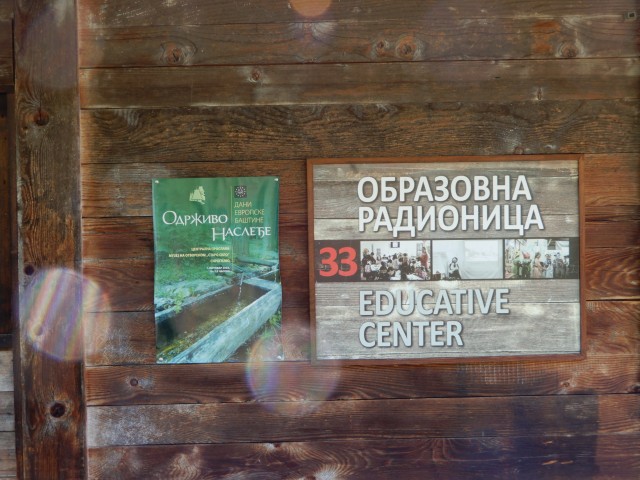 ДАНИ
ЕВРОПСКЕ
БАШТИНЕ
ОДРЖИВО
НАСЛЕЂЕ
ОБРАЗОВНА
РАДИОНИЦА
33
EDUCATIVE
CENTER